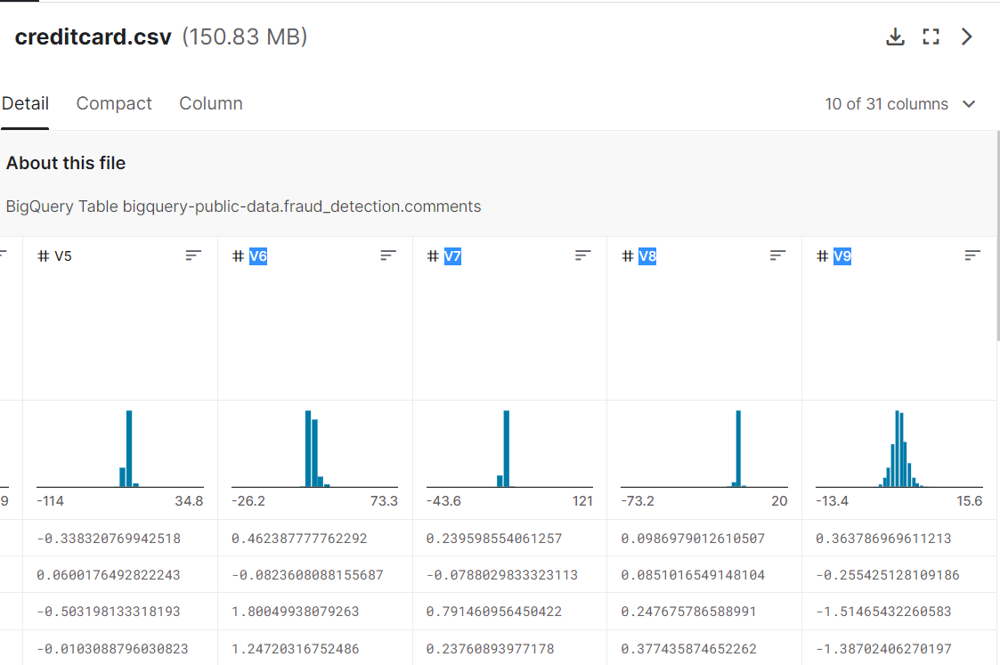 creditcard.csv (150.83 MB)
Detail Compact Column 10 of 31 columns
About this file
BigQuery Table bigquery-public-data.fraud_detection.comments
# V5 # V6 # V7 # V8 # V9
9 -114 34.8 -26.2 73.3 -43.6 121 -73.2 20 -13.4 15.6
-0.338320769942518 0.462387777762292 0.239598554061257 0.0986979012610507 0.363786969611213
0.0600176492822243 -0.0823608088155687 -0.0788029833323113 0.0851016549148104 -0.255425128109186
-0.503198133318193 1.80049938079263 0.791460956450422 0.247675786588991 -1.51465432260583
-0.0103088796030823 1.24720316752486 0.23760893977178 0.377435874652262 -1.38702406270197